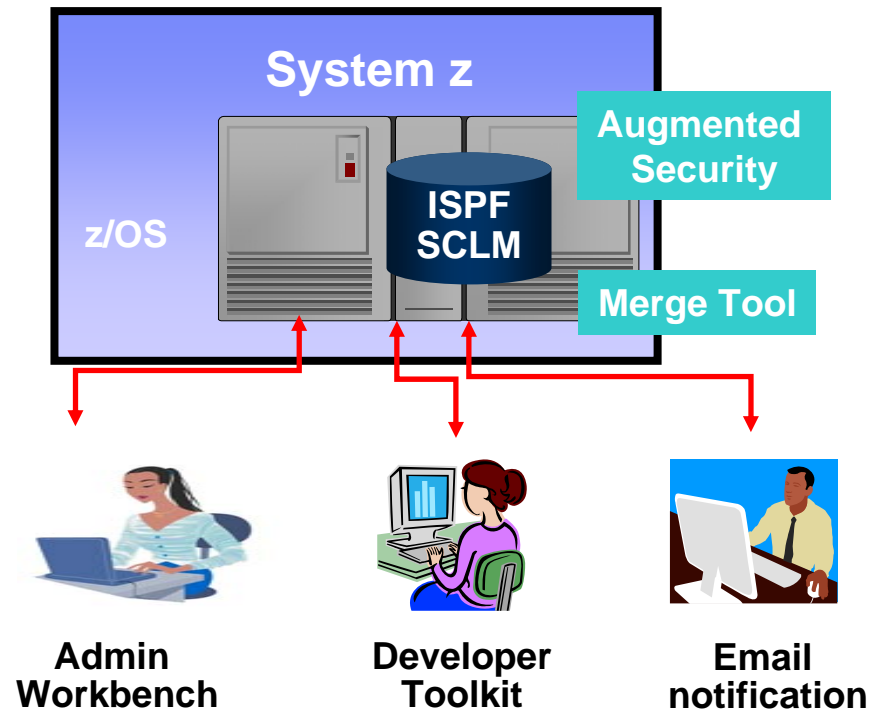 System z
Augmented
Security
ISPF
SCLM
z/OS
Merge Tool
Admin
Workbench
Developer
Toolkit
Email
notification